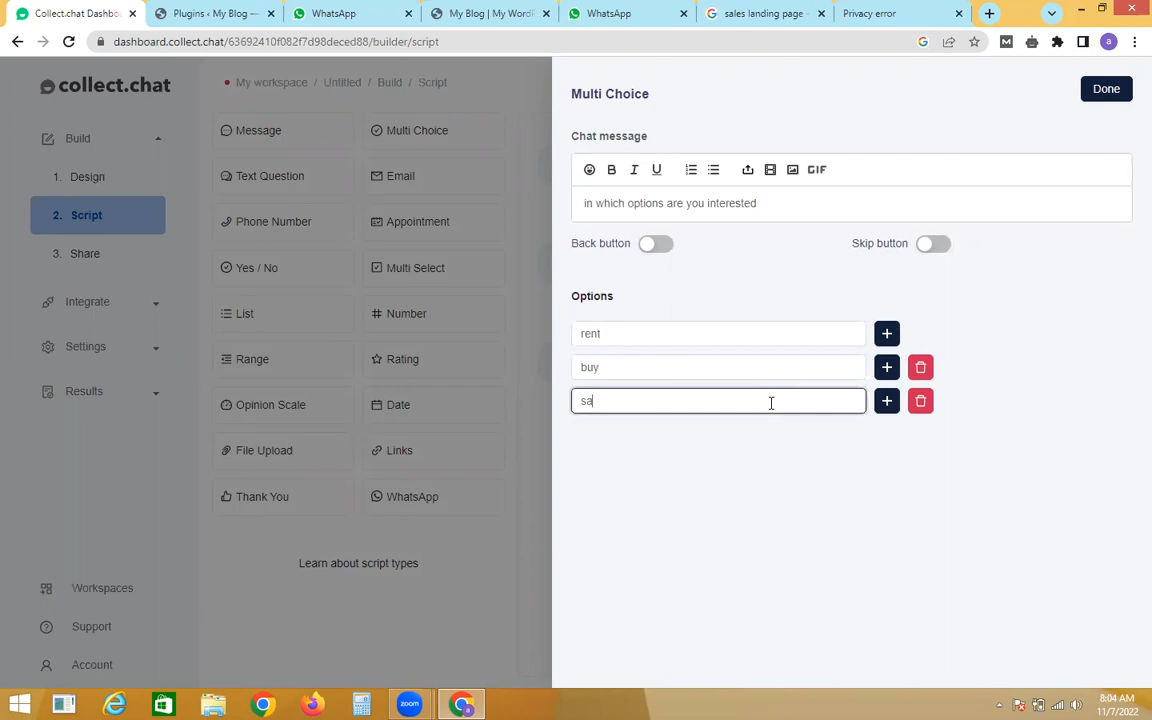 Collect.chat Dashbo
Plugins ‹ My Blog —
WhatsApp
My Blog | My WordP
WhatsApp
sales landing page -
Privacy error
dashboard.collect.chat/63692410f082f7d98deced88/builder/script
collect.chat
My workspace / Untitled / Build / Script
Build
1. Design
2. Script
3. Share
Integrate
Settings
Results
Workspaces
Support
Account
Message
Multi Choice
Text Question
Email
Phone Number
Appointment
Yes / No
Multi Select
List
Number
Range
Rating
Opinion Scale
Date
File Upload
Links
Thank You
WhatsApp
Learn about script types
Multi Choice
Done
Chat message
B I U GIF
in which options are you interested
Back button
Skip button
Options
rent
buy
sa
zoom
8:04 AM
11/7/2022